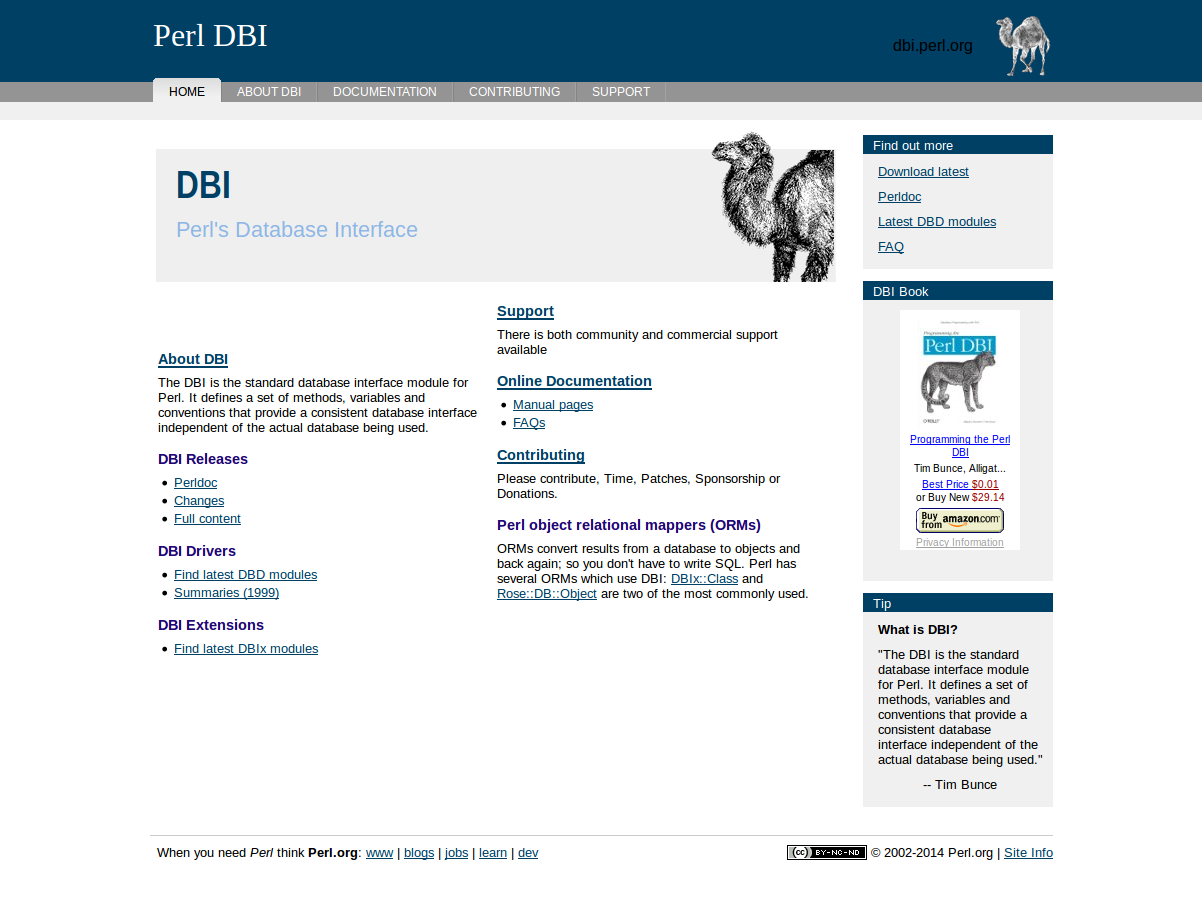 Perl DBI
dbi.perl.org
HOME
ABOUT DBI
DOCUMENTATION
CONTRIBUTING
SUPPORT
DBI
Perl's Database Interface
About DBI
The DBI is the standard database interface module for
Perl. It defines a set of methods, variables and
conventions that provide a consistent database interface
independent of the actual database being used.
DBI Releases
Perldoc
Changes
Full content
DBI Drivers
Find latest DBD modules
Summaries (1999)
DBI Extensions
Find latest DBIx modules
Support
There is both community and commercial support
available
Online Documentation
Manual pages
FAQs
Contributing
Please contribute, Time, Patches, Sponsorship or
Donations.
Perl object relational mappers (ORMs)
ORMs convert results from a database to objects and
back again; so you don't have to write SQL. Perl has
several ORMs which use DBI: DBIx::Class and
Rose::DB::Object are two of the most commonly used.
Find out more
Download latest
Perldoc
Latest DBD modules
FAQ
DBI Book
Programming the
Perl DBI
O'REILLY
Programming the Perl
DBI
Tim Bunce, Alligat...
Best Price $0.01
or Buy New $29.14
Buy from amazon.com
Privacy Information
Tip
What is DBI?
"The DBI is the standard
database interface module
for Perl. It defines a set of
methods, variables and
conventions that provide a
consistent database
interface independent of the
actual database being used."
-- Tim Bunce
When you need Perl think Perl.org: www | blogs | jobs | learn | dev
cc BY-NC-ND © 2002-2014 Perl.org | Site Info